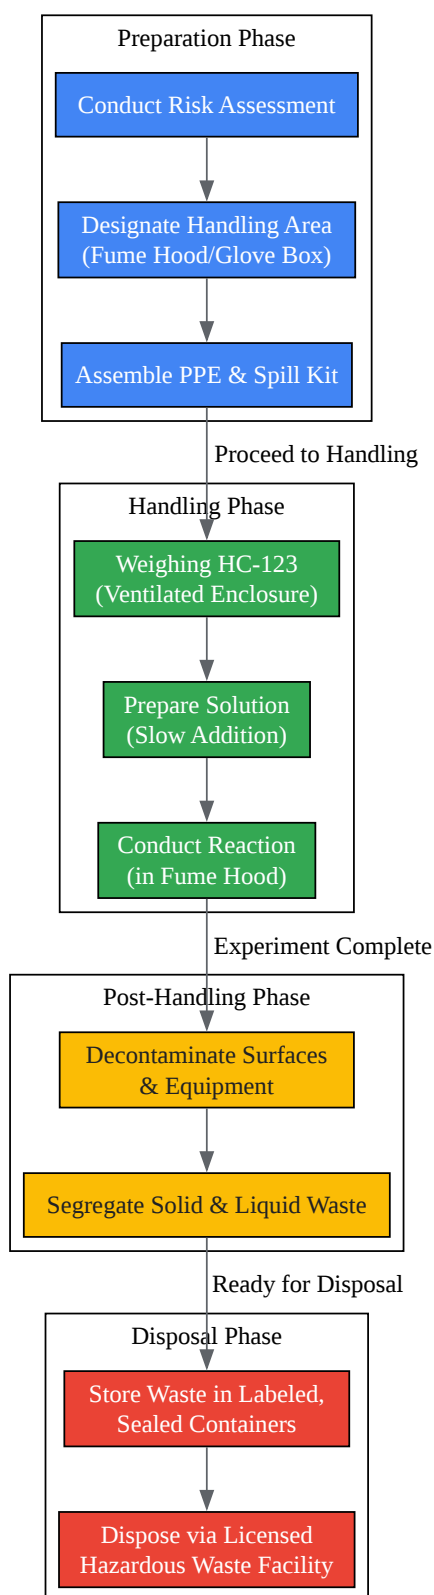 Preparation Phase
Conduct Risk Assessment
Designate Handling Area
(Fume Hood/Glove Box)
Assemble PPE & Spill Kit
Proceed to Handling
Handling Phase
Weighing HC-123
(Ventilated Enclosure)
Prepare Solution
(Slow Addition)
Conduct Reaction
(in Fume Hood)
Experiment Complete
Post-Handling Phase
Decontaminate Surfaces
& Equipment
Segregate Solid & Liquid Waste
Ready for Disposal
Disposal Phase
Store Waste in Labeled,
Sealed Containers
Dispose via Licensed
Hazardous Waste Facility